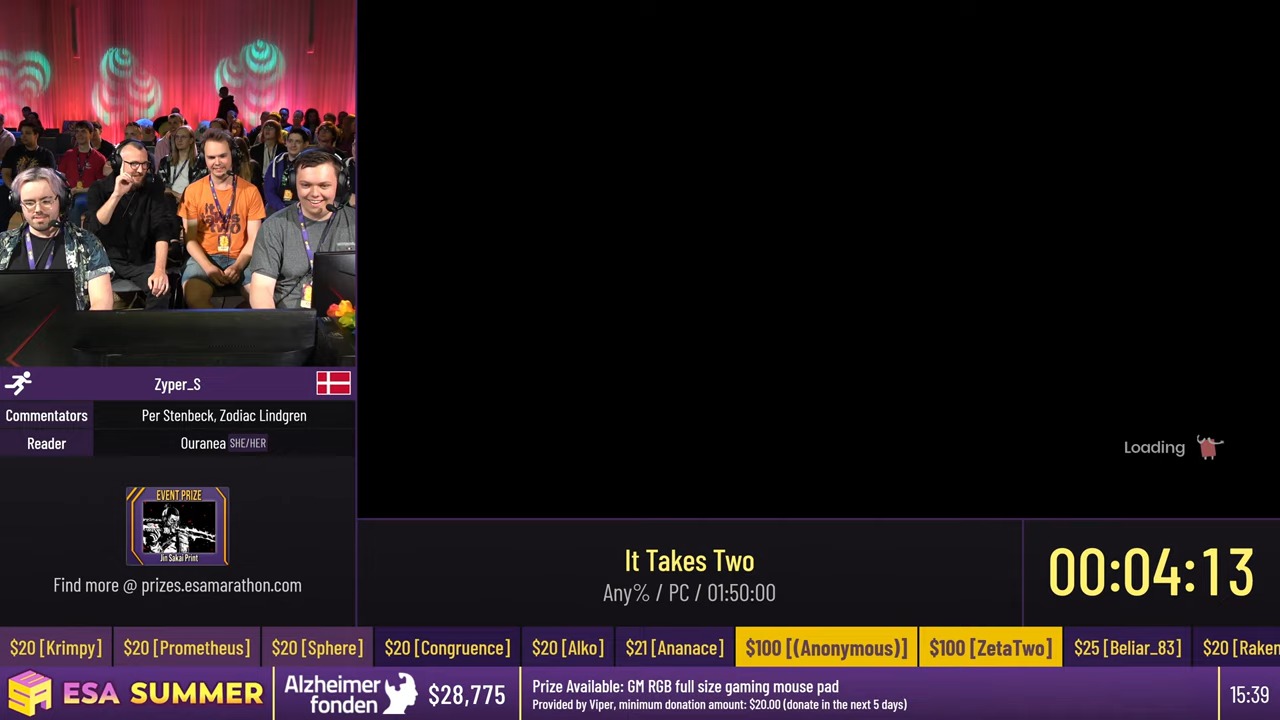 it
takes
two
Zyper_S
Commentators
Per Stenbeck, Zodiac Lindgren
Reader
Ouranea SHE/HER
EVENT PRIZE
Jin Sakai Print
Find more @ prizes.esamarathon.com
Loading
It Takes Two
Any% / PC / 01:50:00
00:04:13
$20 [Krimpy]
$20 [Prometheus]
$20 [Sphere]
$20 [Congruence]
$20 [Alko]
$21 [Ananace]
$100 [(Anonymous)]
$100 [ZetaTwo]
$25 [Beliar_83]
$20 [Raken
ESA SUMMER
Alzheimer
fonden
$28,775
Prize Available: GM RGB full size gaming mouse pad
Provided by Viper, minimum donation amount: $20.00 (donate in the next 5 days)
15:39